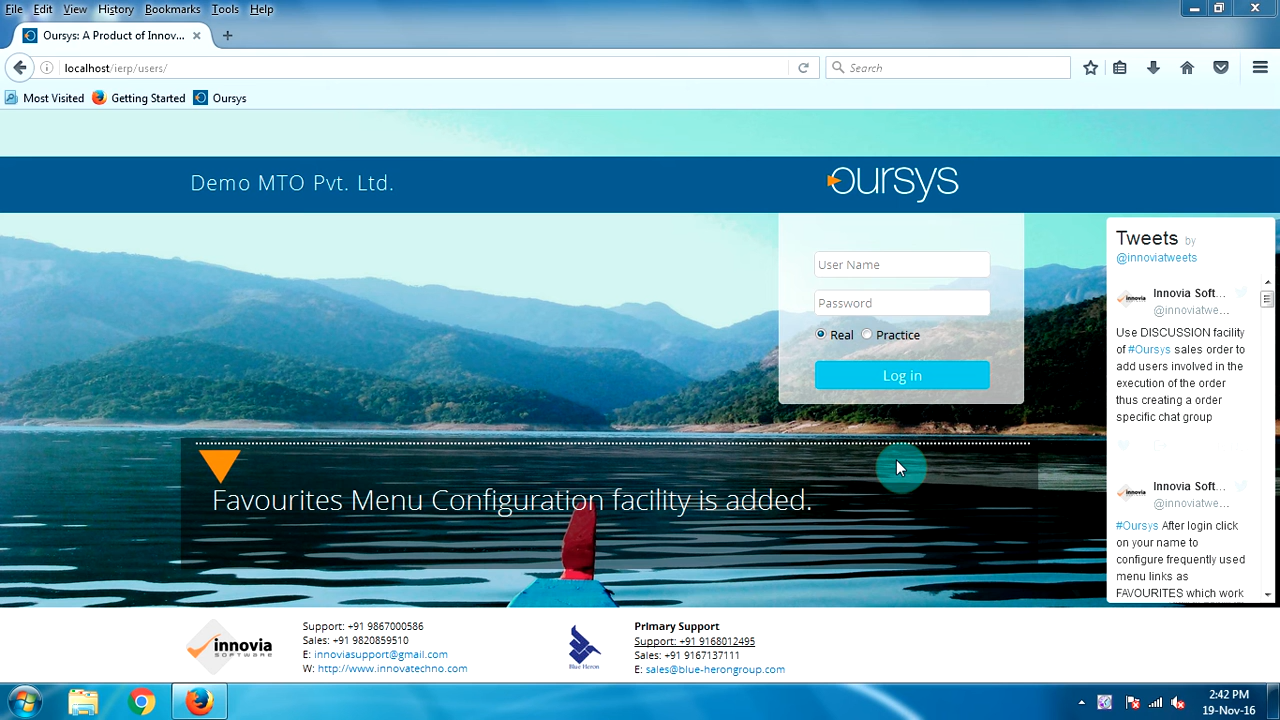 File Edit View History Bookmarks Tools Help
Oursys: A Product of Innov...
localhost/ierp/users/
Search
Most Visited Getting Started Oursys
Demo MTO Pvt. Ltd.
oursys
User Name
Password
Real Practice
Log in
Tweets by
@innoviatweets
innovia
Innovia Soft...
@innoviatwe...
Use DISCUSSION facility
of #Oursys sales order to
add users involved in the
execution of the order
thus creating a order
specific chat group
innovia
Innovia Soft...
@innoviatwe...
#Oursys After login click
on your name to
configure frequently used
menu links as
FAVOURITES which work
Favourites Menu Configuration facility is added.
innovia
SOFTWARE
Support: +91 9867000586
Sales: +91 9820859510
E: innoviasupport@gmail.com
W: http://www.innovatechno.com
Blue Heron
PrImary Support
Support: +91 9168012495
Sales: +91 9167137111
E: sales@blue-herongroup.com
2:42 PM
19-Nov-16